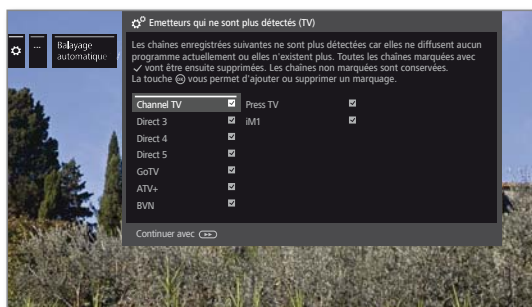 Emetteurs qui ne sont plus détectés (TV)
...
Balayage
automatique
Les chaînes enregistrées suivantes ne sont plus détectées car elles ne diffusent aucun
programme actuellement ou elles n'existent plus. Toutes les chaînes marquées avec
✓ vont être ensuite supprimées. Les chaînes non marquées sont conservées.
La touche OK vous permet d'ajouter ou supprimer un marquage.
Channel TV
Direct 3
Direct 4
Direct 5
GoTV
ATV+
BVN
Press TV
iM1
Continuer avec